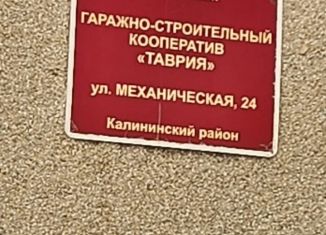 ГАРАЖНО-СТРОИТЕЛЬНЫЙ
КООПЕРАТИВ
«ТАВРИЯ»
ул. МЕХАНИЧЕСКАЯ, 24
Калининский район